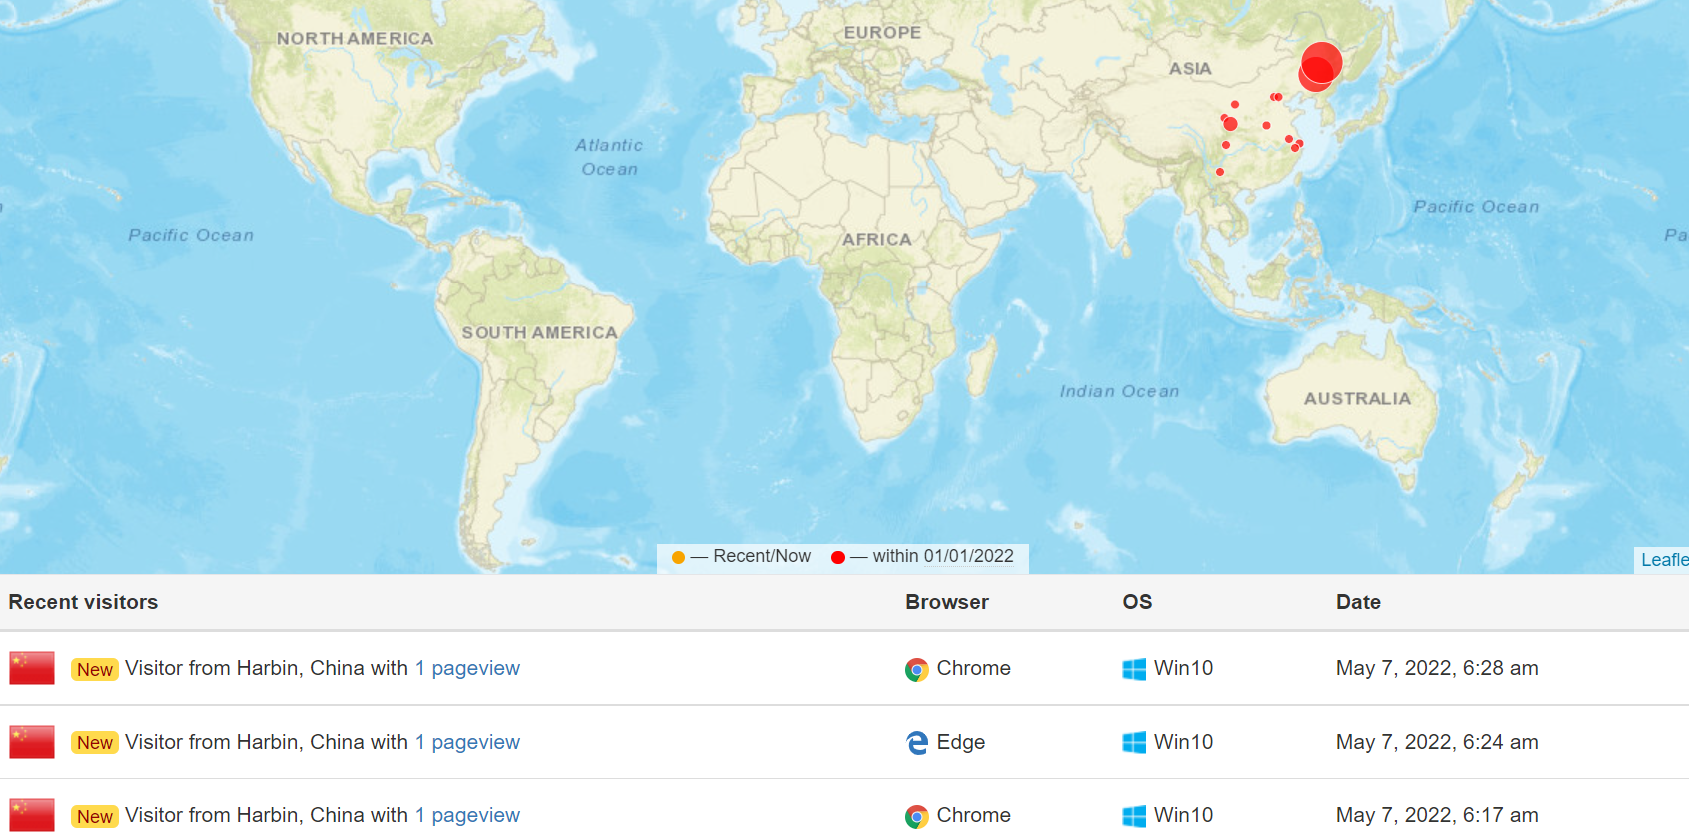 NORTH AMERICA
EUROPE
ASIA
Atlantic
Ocean
Pacific Ocean
Pacific Ocean
Pa
AFRICA
SOUTH AMERICA
Indian Ocean
AUSTRALIA
— Recent/Now — within 01/01/2022
Leafle
Recent visitors Browser OS Date
New Visitor from Harbin, China with 1 pageview Chrome Win10 May 7, 2022, 6:28 am
New Visitor from Harbin, China with 1 pageview Edge Win10 May 7, 2022, 6:24 am
New Visitor from Harbin, China with 1 pageview Chrome Win10 May 7, 2022, 6:17 am